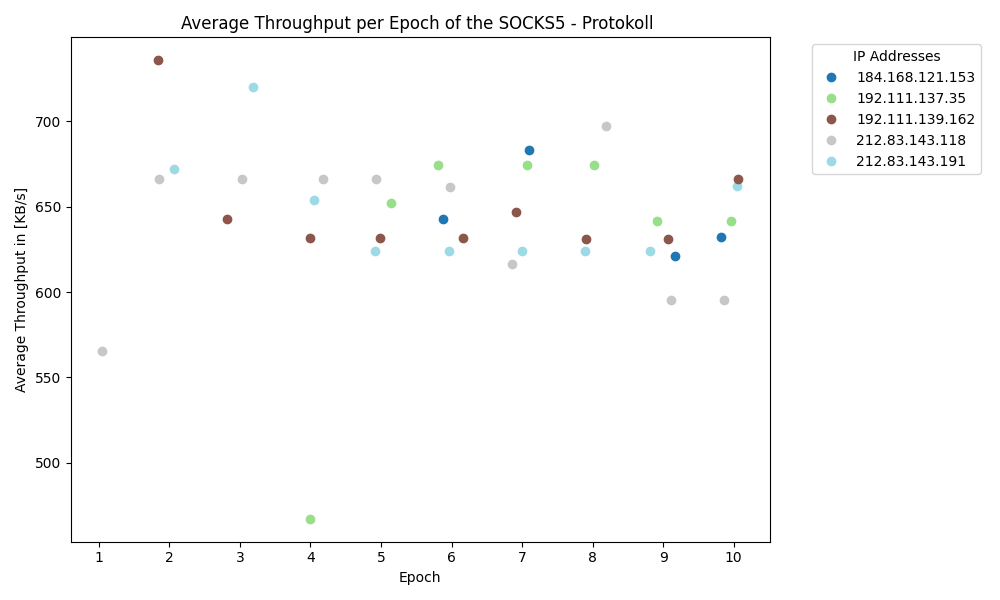 Average Throughput per Epoch of the SOCKS5 - Protokoll
Average Throughput in [KB/s]
700
650
600
550
500
1 2 3 4 5 6 7 8 9 10
Epoch
IP Addresses
184.168.121.153
192.111.137.35
192.111.139.162
212.83.143.118
212.83.143.191